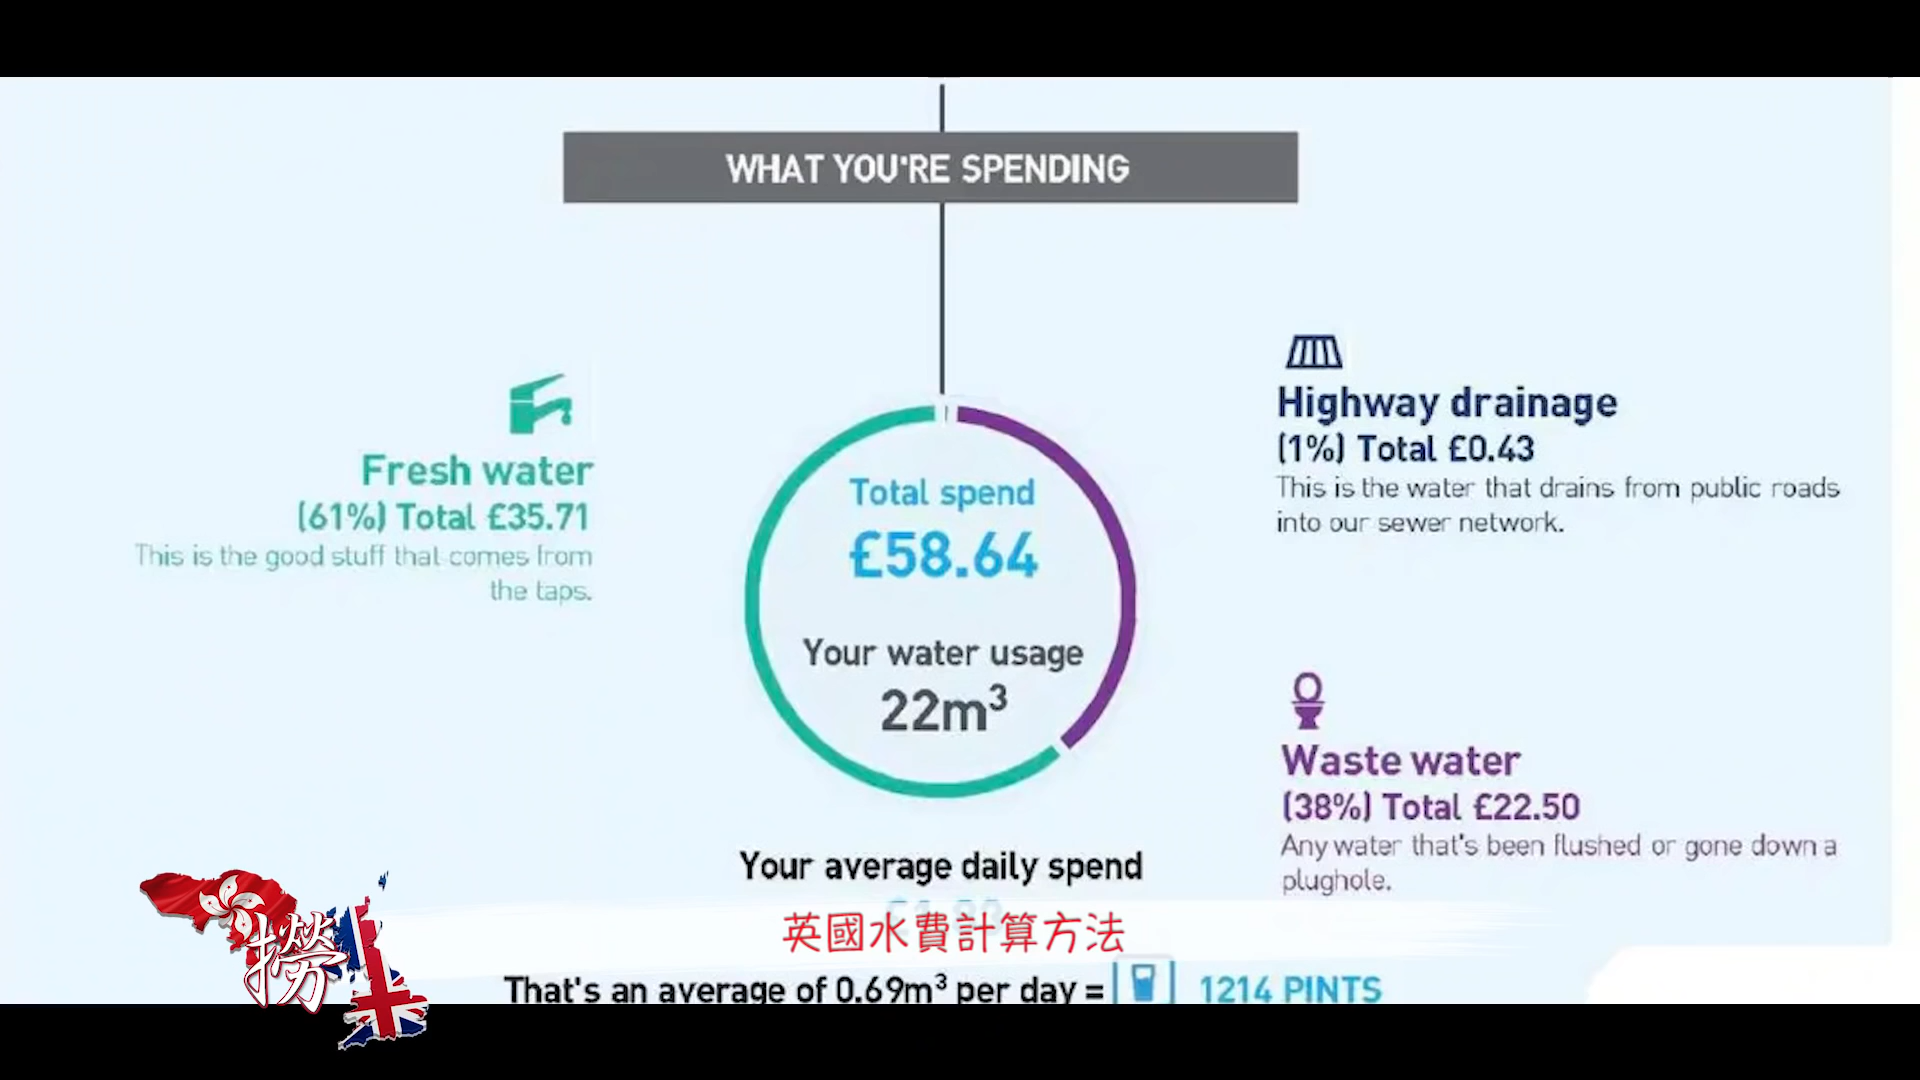 WHAT YOU'RE SPENDING
Fresh water
(61%) Total £35.71
This is the good stuff that comes from
the taps.
Total spend
£58.64
Your water usage
22m³
Highway drainage
(1%) Total £0.43
This is the water that drains from public roads
into our sewer network.
Waste water
(38%) Total £22.50
Any water that's been flushed or gone down a
plughole.
Your average daily spend
英國水費計算方法
That's an average of 0.69m³ per day =
1214 PINTS
撈